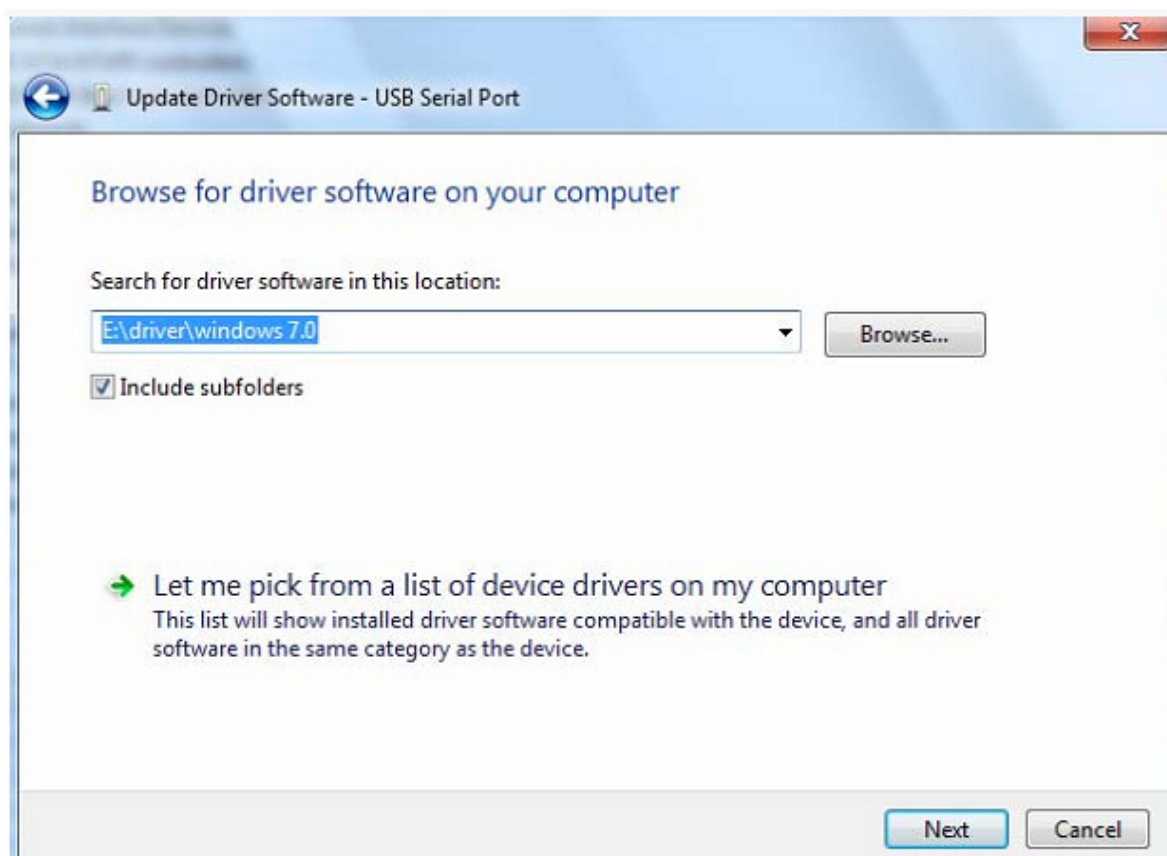 Update Driver Software - USB Serial Port
Browse for driver software on your computer
Search for driver software in this location:
E:\driver\windows 7.0
Browse...
Include subfolders
Let me pick from a list of device drivers on my computer
This list will show installed driver software compatible with the device, and all driver
software in the same category as the device.
Next
Cancel